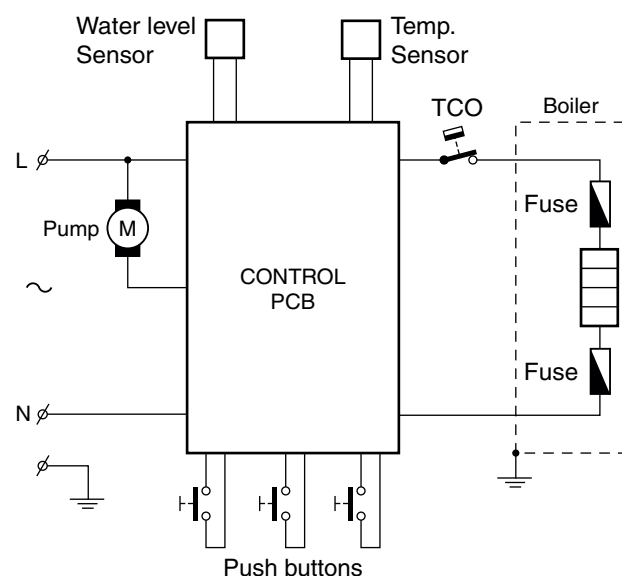 Water level
Sensor
Temp.
Sensor
TCO
Boiler
L
Fuse
Pump
M
CONTROL
PCB
~
Fuse
N
Push buttons